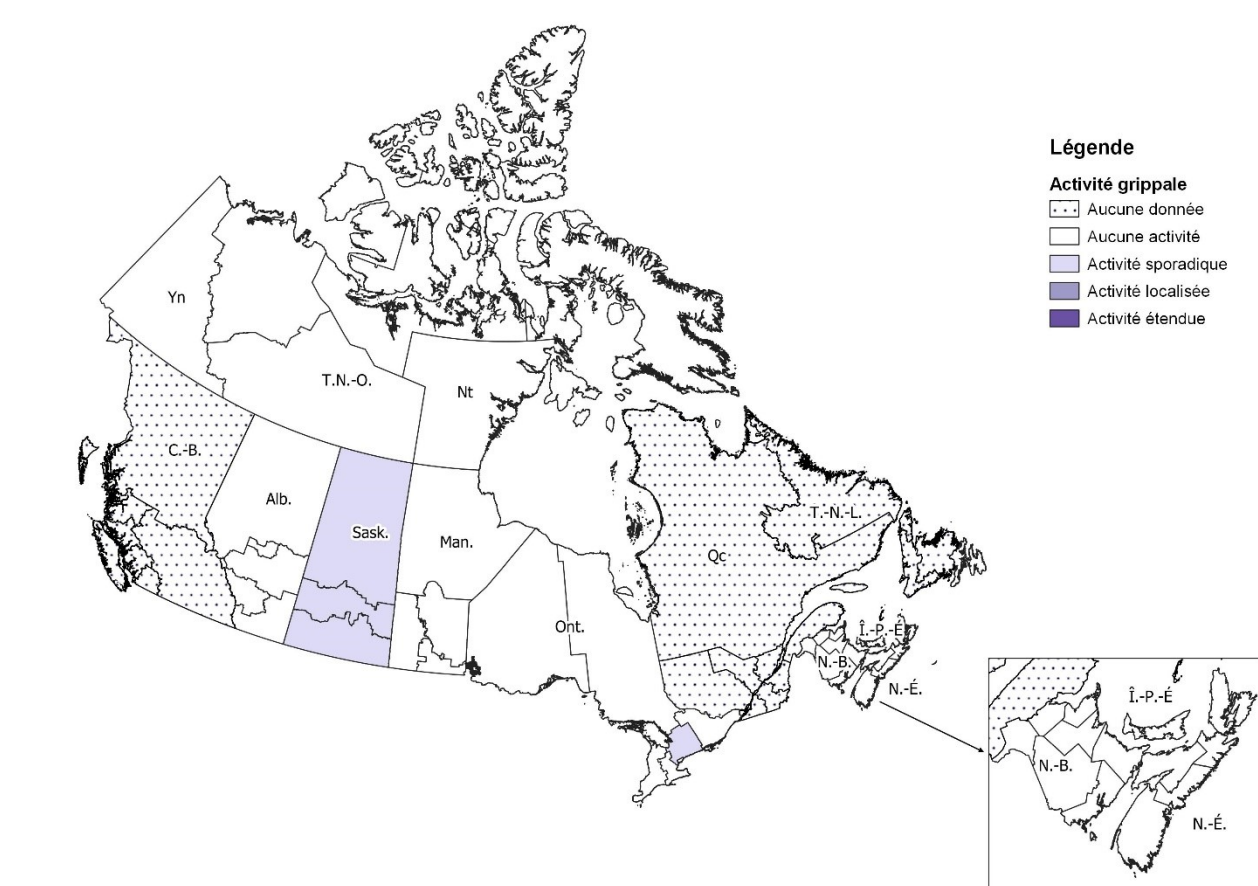 Légende
Activité grippale
Aucune donnée
Aucune activité
Activité sporadique
Activité localisée
Activité étendue
Yn
T.N.-O.
Nt
C.-B.
Alb.
Sask.
Man.
Ont.
Qc
T.-N.-L.
Î.-P.-É
N.-B.
N.-É.
Î.-P.-É
N.-B.
N.-É.